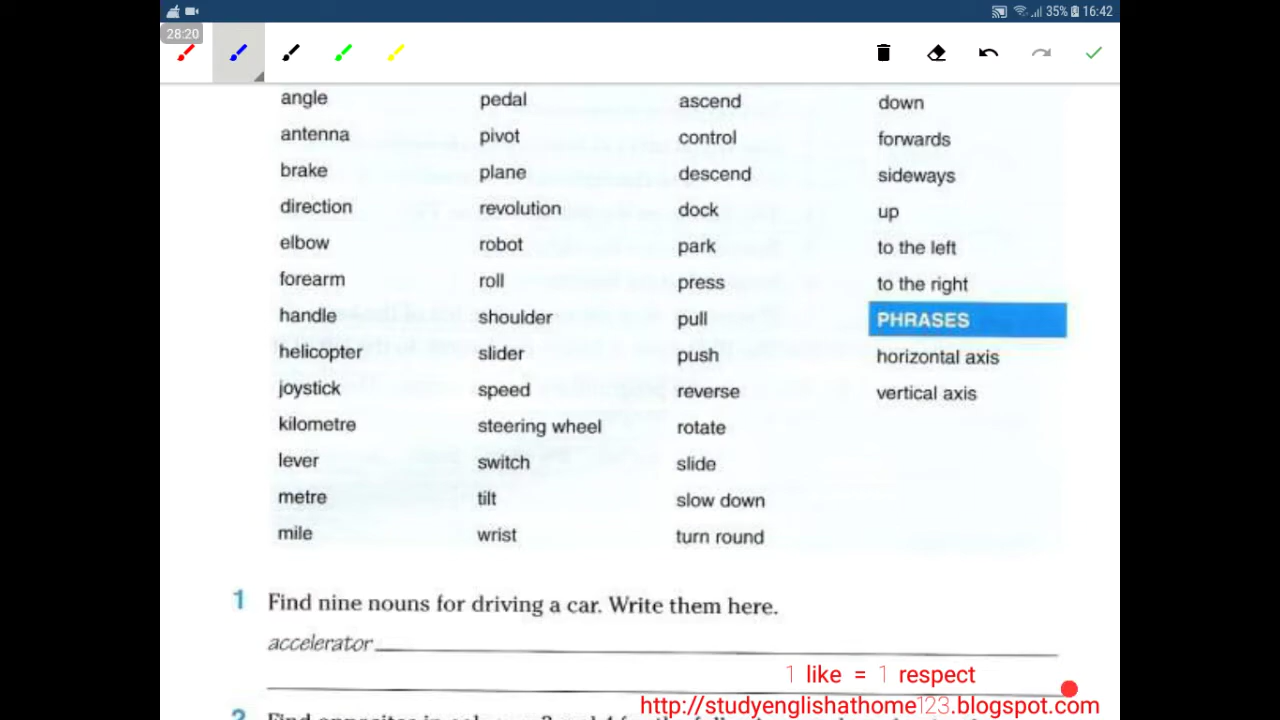 35% 16:42
28:20
angle pedal ascend down
antenna pivot control forwards
brake plane descend sideways
direction revolution dock up
elbow robot park to the left
forearm roll press to the right
handle shoulder pull PHRASES
helicopter slider push horizontal axis
joystick speed reverse vertical axis
kilometre steering wheel rotate
lever switch slide
metre tilt slow down
mile wrist turn round
1 Find nine nouns for driving a car. Write them here.
accelerator
1 like = 1 respect
http://studyenglishathome123.blogspot.com